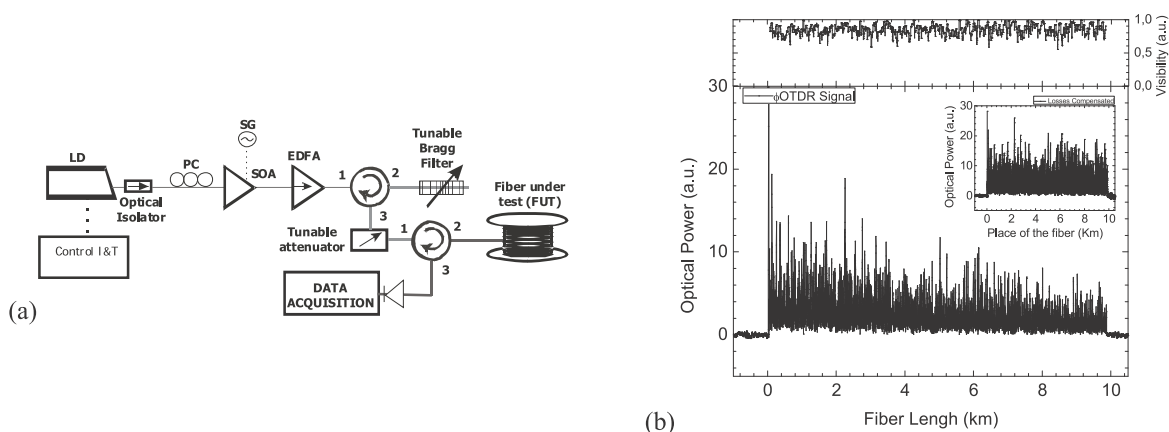 (a)
SG
LD
PC
EDFA
SOA
Optical
Isolator
Control I&T
1
2
3
Tunable
Bragg
Filter
Fiber under
test (FUT)
Tunable
attenuator
1
2
3
DATA
ACQUISITION
(b)
1,0
0,5
0,0
Visibility (a.u.)
ϕOTDR Signal
30
20
10
0
Optical Power (a.u.)
0 2 4 6 8 10
Fiber Lengh (km)
Losses Compensated
30
20
10
0
Optical Power (a.u.)
0 2 4 6 8 10
Place of the fiber (Km)